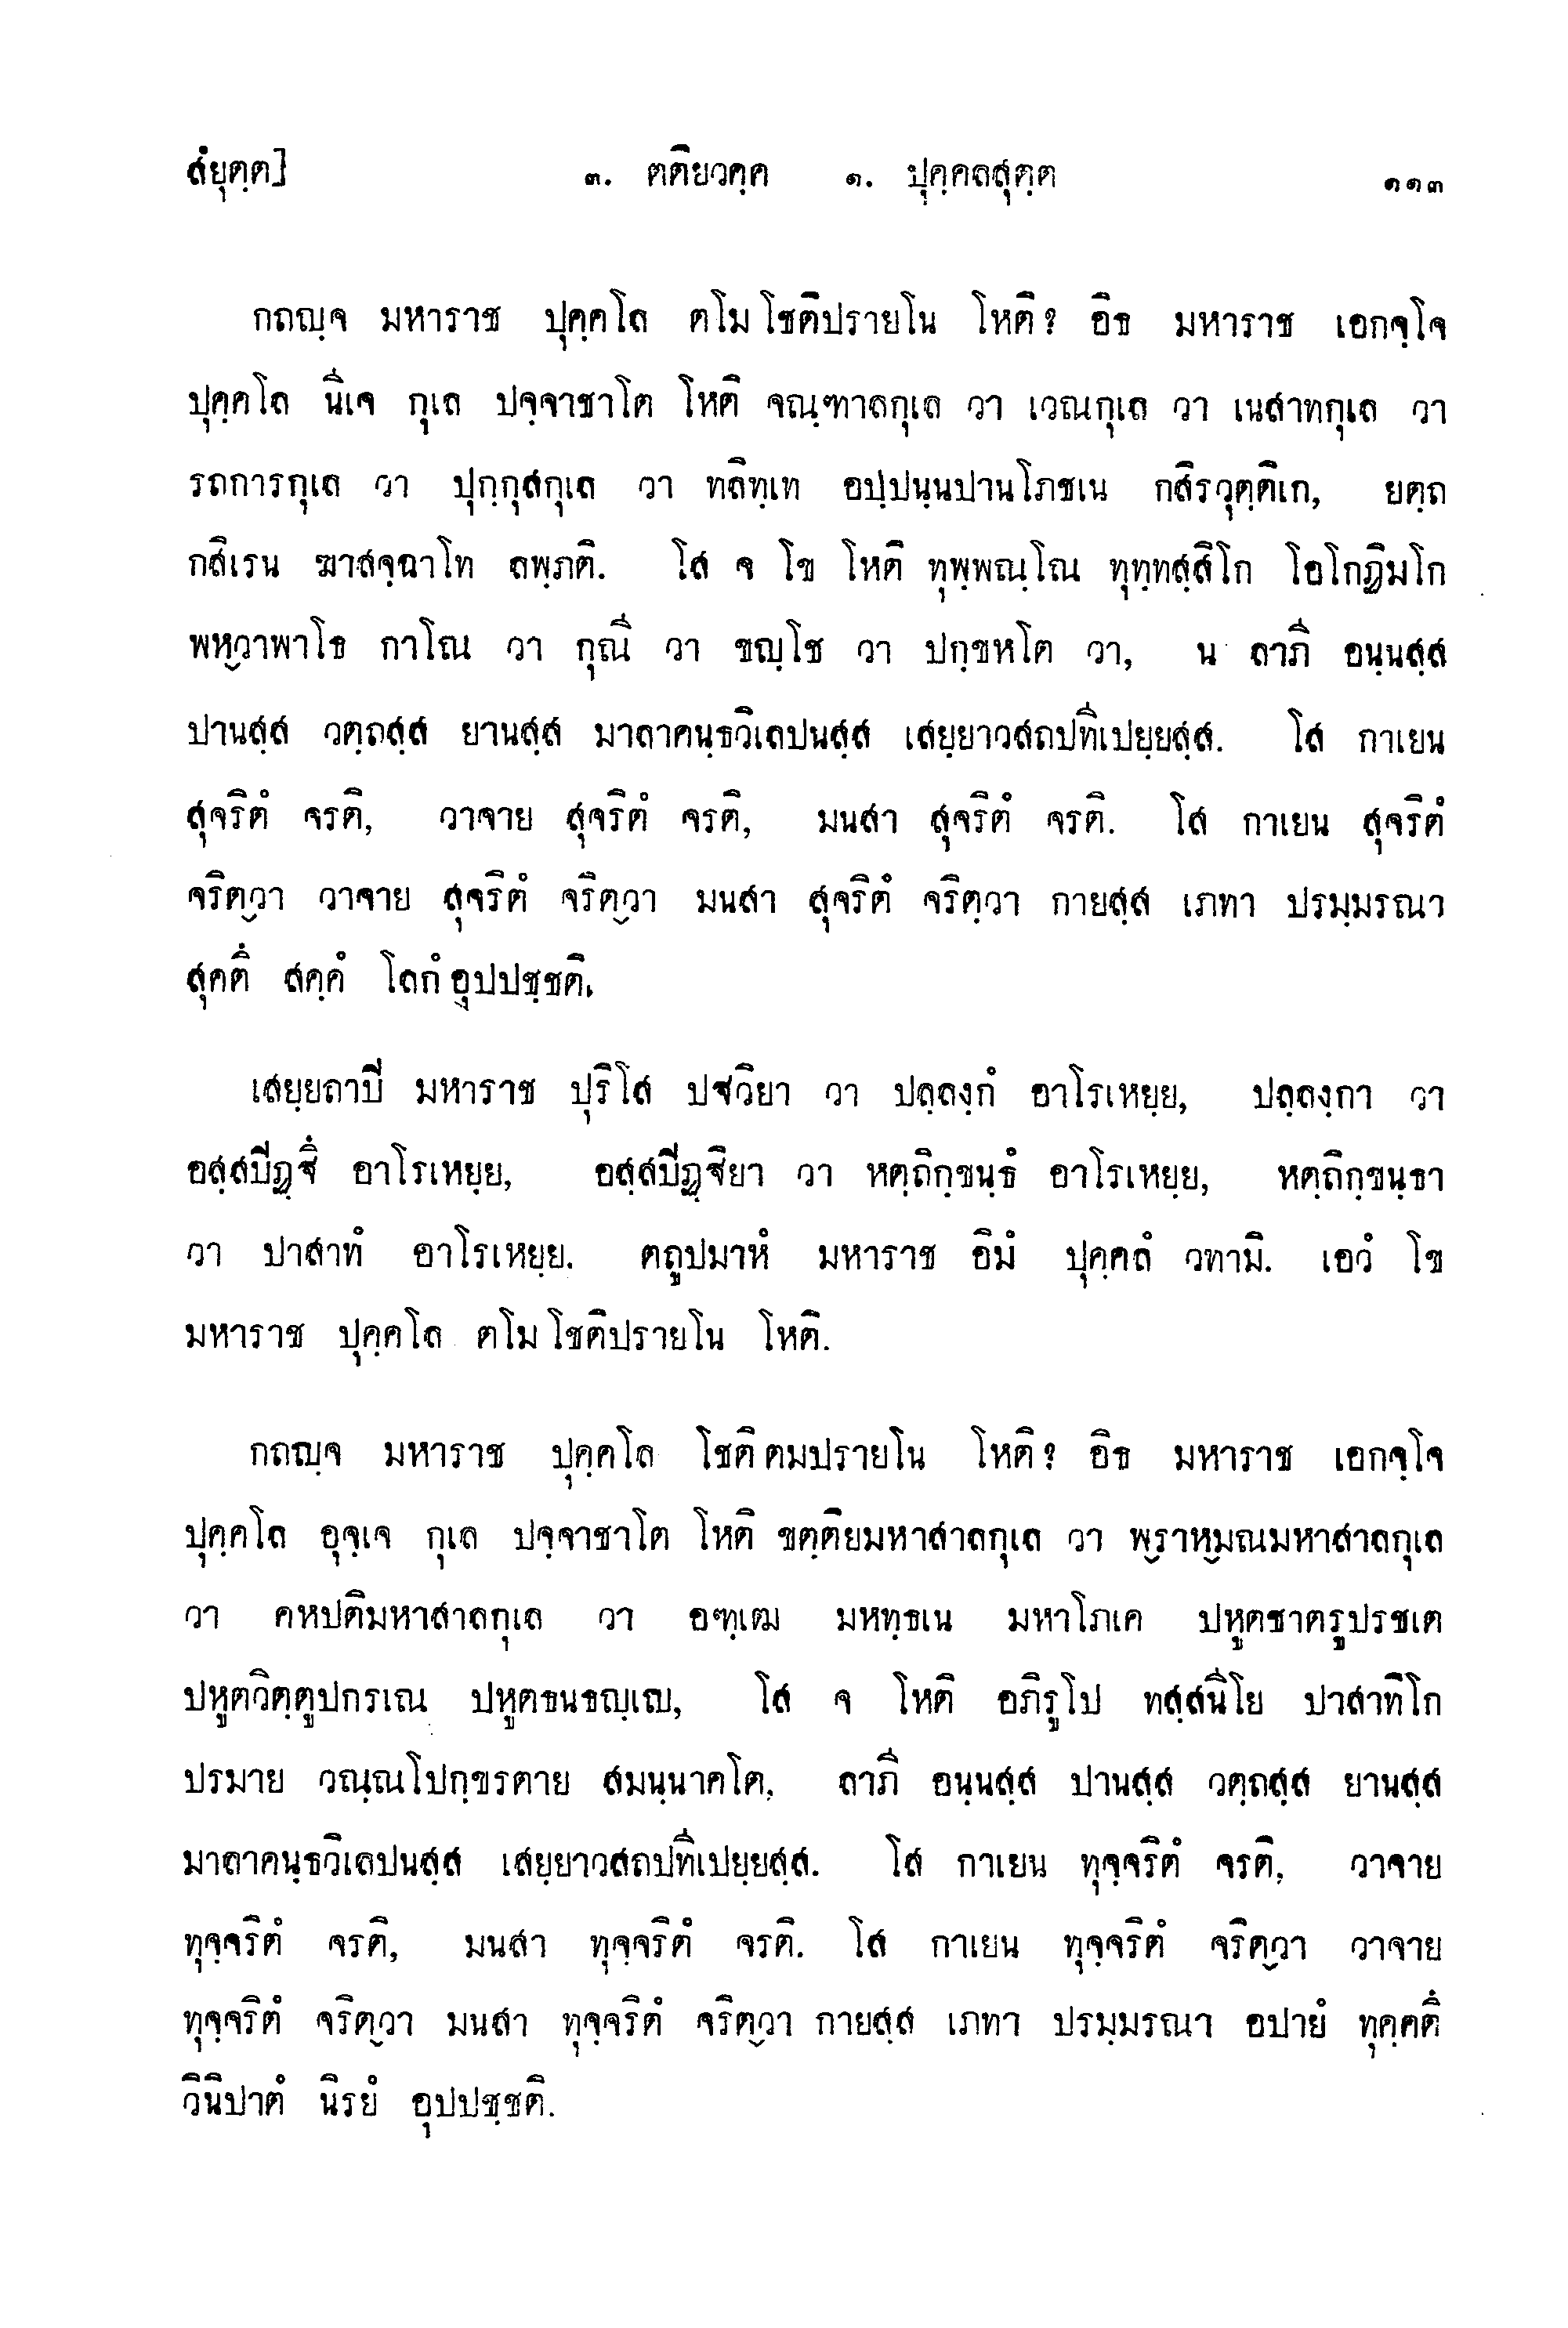 สํยุตฺต]	๓. ตติยวคฺค ๑. ปุคฺคลสุตฺต	๑๑๓
กถญฺจ มหาราช ปุคฺคโล ตโม โชติปรายโน โหติ? อิธ มหาราช เอกจฺโจ
ปุคฺคโล นีเจ กุเล ปจฺจาชาโต โหติ จณฺฑาลกุเล วา เวณกุเล วา เนสาทกุเล วา
รถการกุเล วา ปุกฺกุสกุเล วา ทลิทฺเท อปฺปนฺนปานโภชเน กสิรวุตฺติเก, ยตฺถ
กสิเรน ฆาสจฺฉาโท ลพฺภติ. โส จ โข โหติ ทุพฺพณฺโณ ทุทฺทสฺสิโก โอโกฏิมโก
พหฺวาพาโธ กาโณ วา กุณี วา ขญฺโช วา ปกฺขหโต วา, น ลาภี อนฺนสฺส
ปานสฺส วตฺถสฺส ยานสฺส มาลาคนฺธวิเลปนสฺส เสยฺยาวสถปทีเปยฺยสฺส. โส กาเยน
สุจริตํ จรติ, วาจาย สุจริตํ จรติ, มนสา สุจริตํ จรติ. โส กาเยน สุจริตํ
จริตฺวา วาจาย สุจริตํ จริตฺวา มนสา สุจริตํ จริตฺวา กายสฺส เภทา ปรมฺมรณา
สุคตึ สคฺคํ โลกํ อุปปชฺชติ.
เสยฺยถาปี มหาราช ปุริโส ปฐวิยา วา ปลฺลงฺกํ อาโรเหยฺย, ปลฺลงฺกา วา
อสฺสปีฏฺฐึ อาโรเหยฺย, อสฺสปีฏฺฐิยา วา หตฺถิกฺขนฺธํ อาโรเหยฺย, หตฺถิกฺขนฺธา
วา ปาสาทํ อาโรเหยฺย. ตถูปมาหํ มหาราช อิมํ ปุคฺคลํ วทามิ. เอวํ โข
มหาราช ปุคฺคโล ตโม โชติปรายโน โหติ.
กถญฺจ มหาราช ปุคฺคโล โชติ ตมปรายโน โหติ? อิธ มหาราช เอกจฺโจ
ปุคฺคโล อุจฺเจ กุเล ปจฺจาชาโต โหติ ขตฺติยมหาสาลกุเล วา พฺราหฺมณมหาสาลกุเล
วา คหปติมหาสาลกุเล วา อฑฺเฒ มหทฺธเน มหาโภเค ปหูตชาตรูปรชเต
ปหูตวิตฺตูปกรเณ ปหูตธนธญฺเญ, โส จ โหติ อภิรูโป ทสฺสนีโย ปาสาทิโก
ปรมาย วณฺณโปกฺขรตาย สมนฺนาคโต, ลาภี อนฺนสฺส ปานสฺส วตฺถสฺส ยานสฺส
มาลาคนฺธวิเลปนสฺส เสยฺยาวสถปทีเปยฺยสฺส. โส กาเยน ทุจฺจริตํ จรติ, วาจาย
ทุจฺจริตํ จรติ, มนสา ทุจฺจริตํ จรติ. โส กาเยน ทุจฺจริตํ จริตฺวา วาจาย
ทุจฺจริตํ จริตฺวา มนสา ทุจฺจริตํ จริตฺวา กายสฺส เภทา ปรมฺมรณา อปายํ ทุคฺคตึ
วินิปาตํ นิรยํ อุปปชฺชติ.